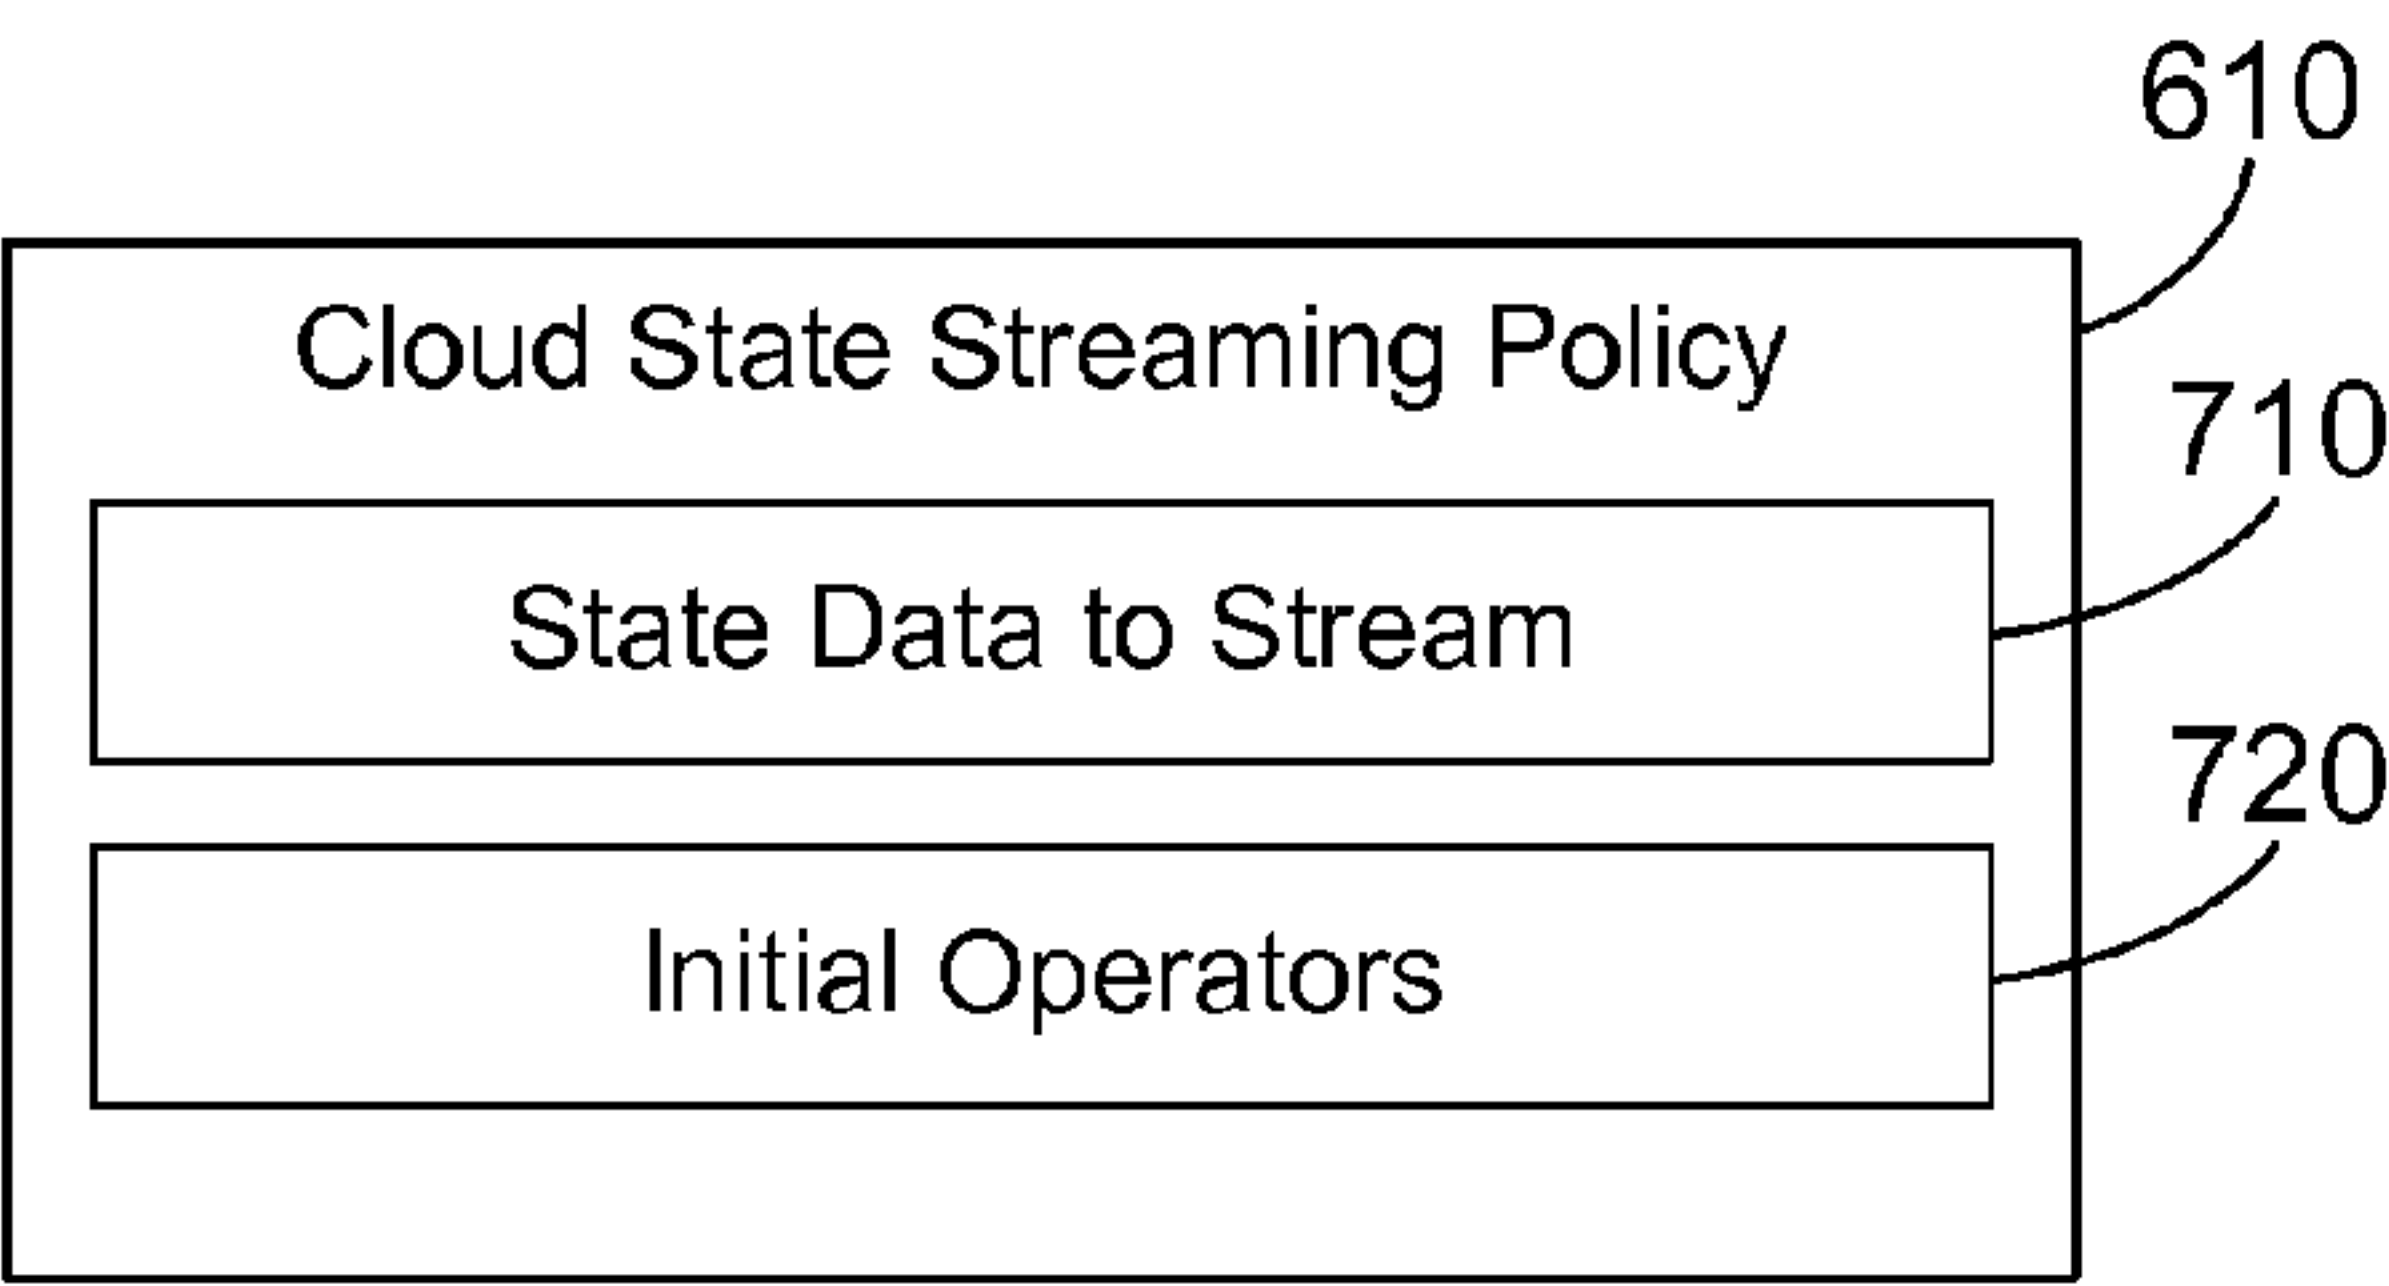 610
Cloud State Streaming Policy
710
State Data to Stream
720
Initial Operators